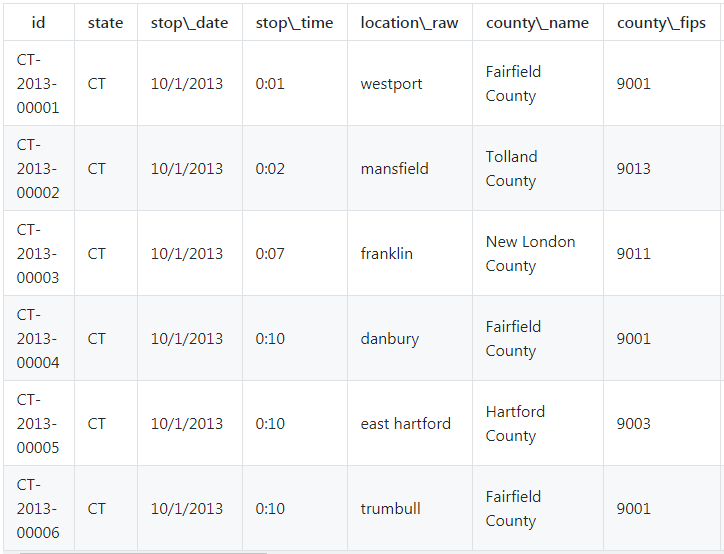 id state stop\_date stop\_time location\_raw county\_name county\_fips
CT-
2013-
00001
CT 10/1/2013 0:01 westport
Fairfield
County
9001
CT-
2013-
00002
CT 10/1/2013 0:02 mansfield
Tolland
County
9013
CT-
2013-
00003
CT 10/1/2013 0:07 franklin
New London
County
9011
CT-
2013-
00004
CT 10/1/2013 0:10 danbury
Fairfield
County
9001
CT-
2013-
00005
CT 10/1/2013 0:10 east hartford
Hartford
County
9003
CT-
2013-
00006
CT 10/1/2013 0:10 trumbull
Fairfield
County
9001